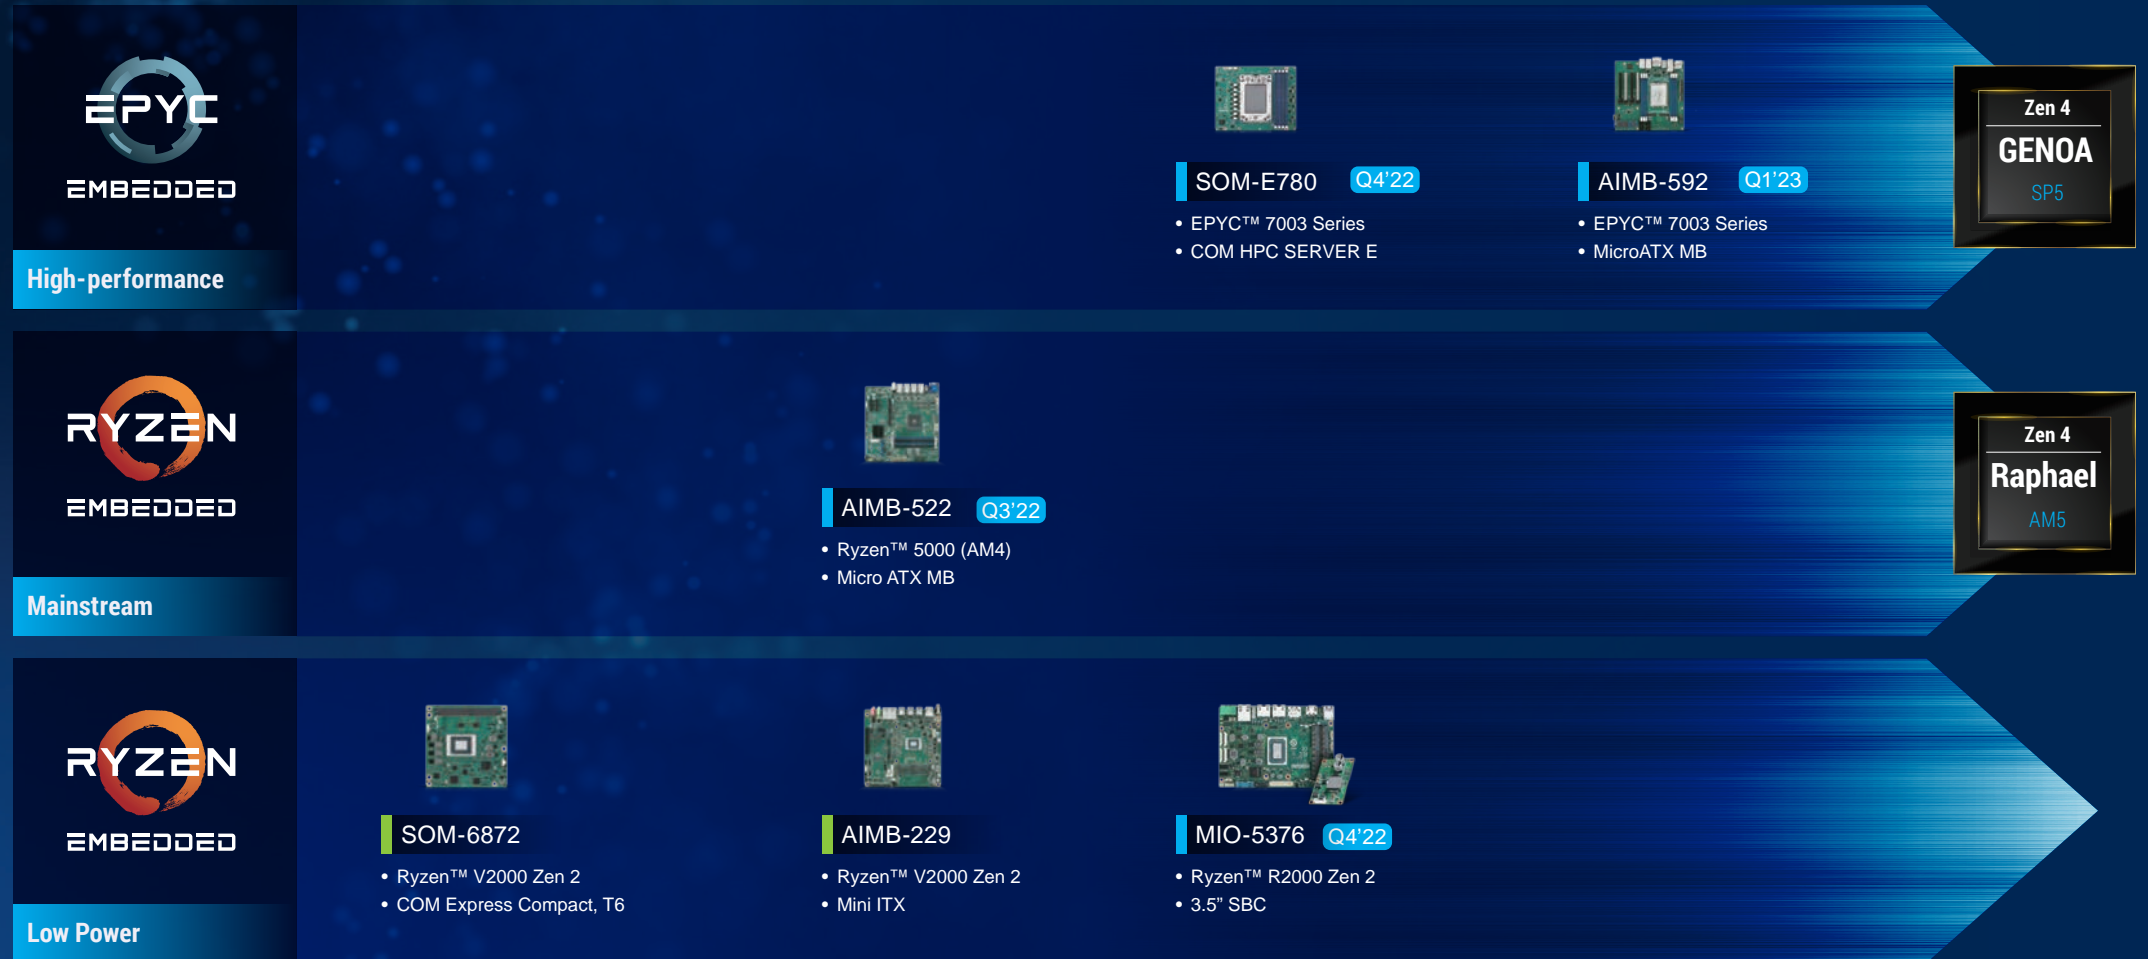 EPYC
EMBEDDED
High-performance
SOM-E780 Q4’22
• EPYC™ 7003 Series
• COM HPC SERVER E
AIMB-592 Q1’23
• EPYC™ 7003 Series
• MicroATX MB
Zen 4
GENOA
SP5
RYZEN
EMBEDDED
Mainstream
AIMB-522 Q3’22
• Ryzen™ 5000 (AM4)
• Micro ATX MB
Zen 4
Raphael
AM5
RYZEN
EMBEDDED
Low Power
SOM-6872
• Ryzen™ V2000 Zen 2
• COM Express Compact, T6
AIMB-229
• Ryzen™ V2000 Zen 2
• Mini ITX
MIO-5376 Q4’22
• Ryzen™ R2000 Zen 2
• 3.5” SBC